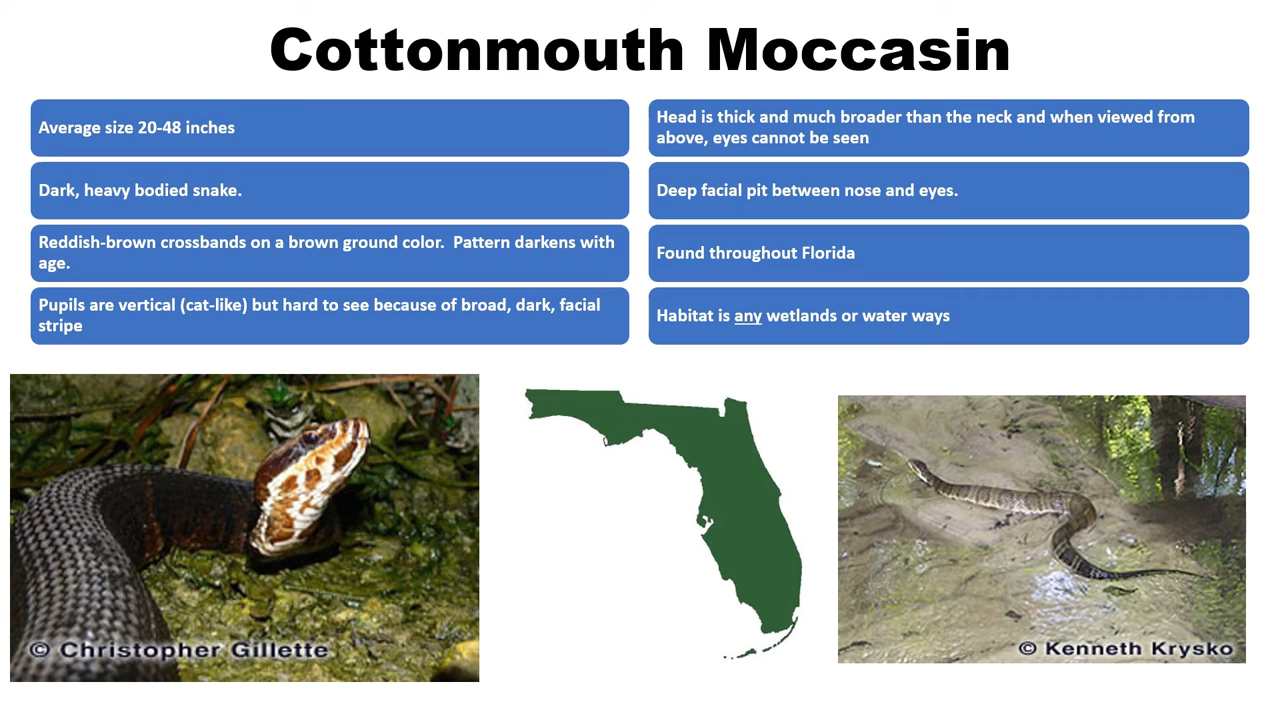 Cottonmouth Moccasin
Average size 20-48 inches
Dark, heavy bodied snake.
Reddish-brown crossbands on a brown ground color.  Pattern darkens with
age.
Pupils are vertical (cat-like) but hard to see because of broad, dark, facial
stripe
Head is thick and much broader than the neck and when viewed from
above, eyes cannot be seen
Deep facial pit between nose and eyes.
Found throughout Florida
Habitat is any wetlands or water ways
© Christopher Gillette
© Kenneth Krysko